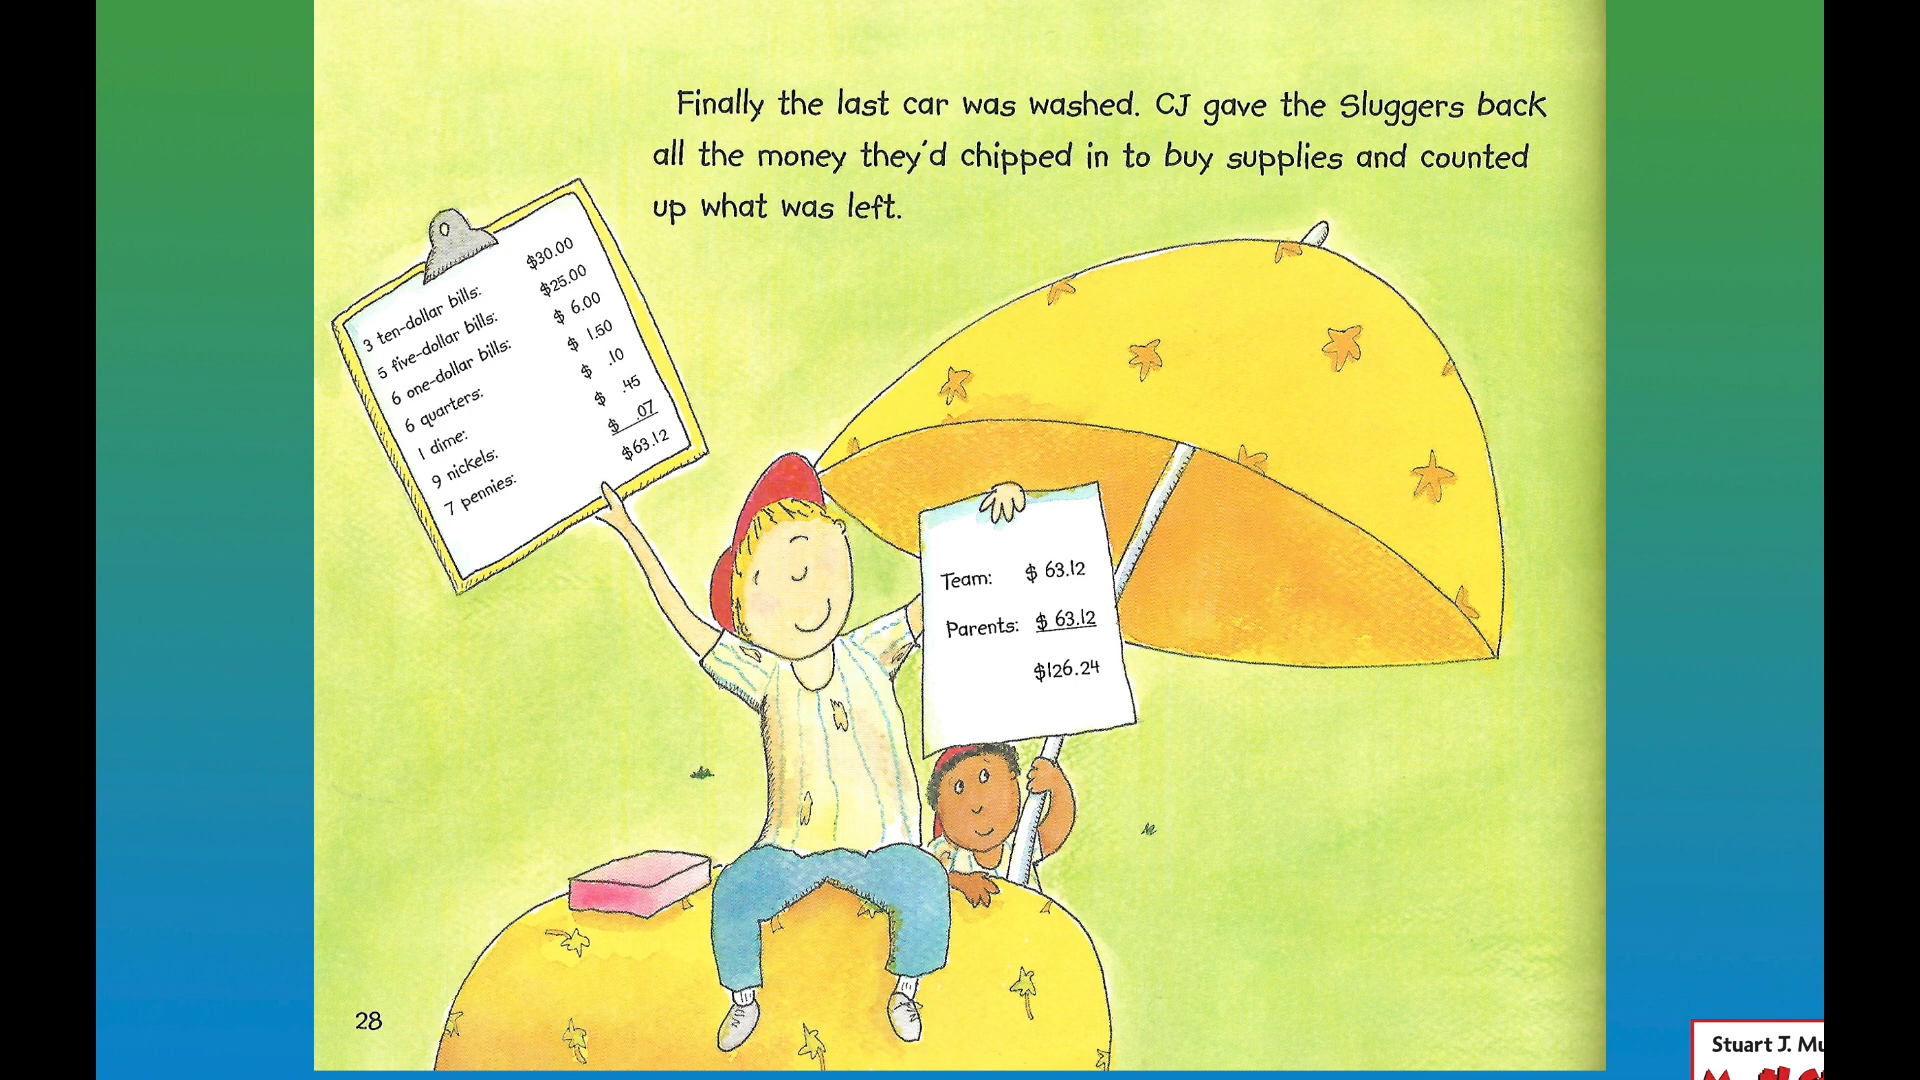 Finally the last car was washed. CJ gave the Sluggers back
all the money they'd chipped in to buy supplies and counted
up what was left.
3 ten-dollar bills: $30.00
5 five-dollar bills: $25.00
6 one-dollar bills: $ 6.00
6 quarters: $ 1.50
1 dime: $ .10
9 nickels: $ .45
7 pennies: $ .07
$63.12
Team: $ 63.12
Parents: $ 63.12
$126.24
28
Stuart J.